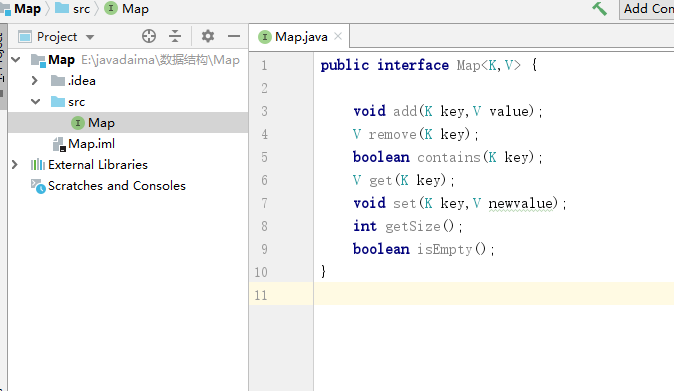 Map src Map
Add Con
Project
Map.java
Map E:\javadaima\数据结构\Map
.idea
src
Map
Map.iml
External Libraries
Scratches and Consoles
1 public interface Map<K,V> {
2
3 void add(K key,V value);
4 V remove(K key);
5 boolean contains(K key);
6 V get(K key);
7 void set(K key,V newvalue);
8 int getSize();
9 boolean isEmpty();
10 }
11